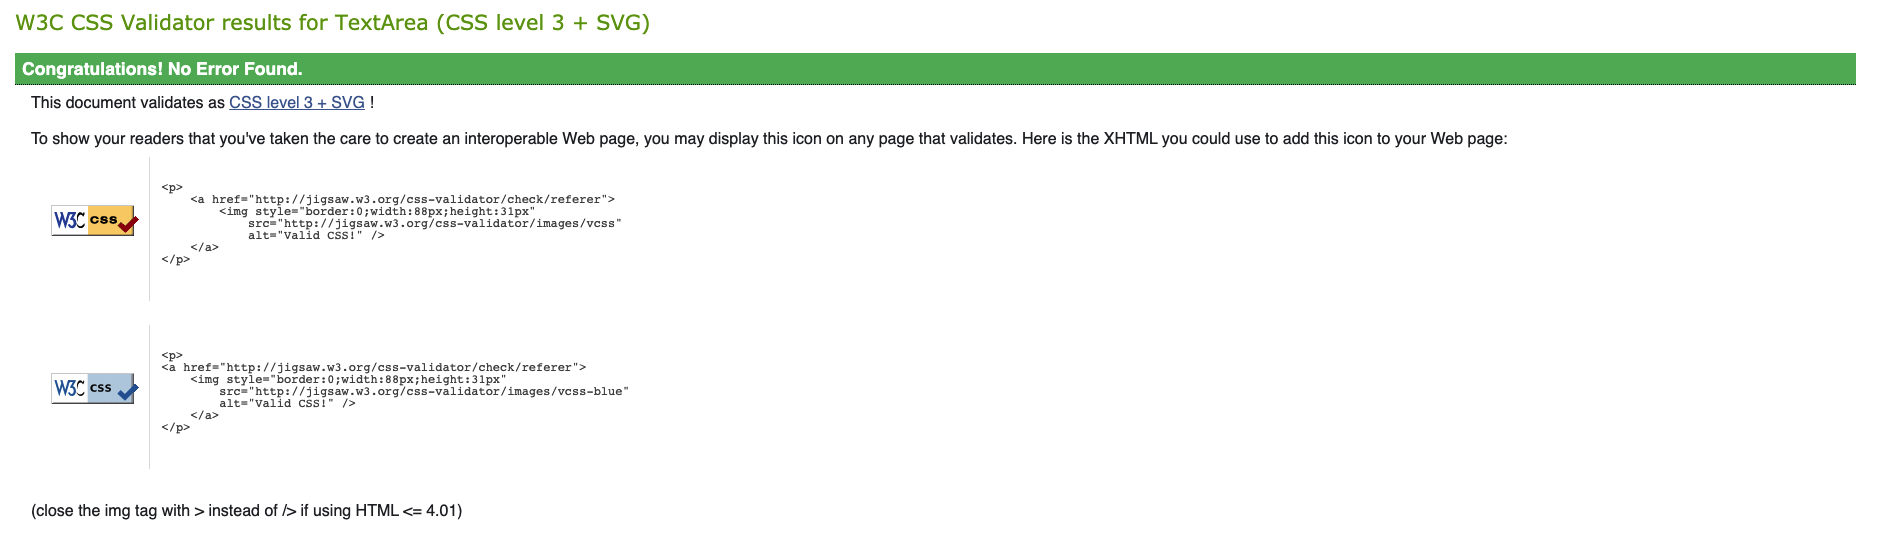 W3C CSS Validator results for TextArea (CSS level 3 + SVG)
Congratulations! No Error Found.
This document validates as CSS level 3 + SVG !
To show your readers that you've taken the care to create an interoperable Web page, you may display this icon on any page that validates. Here is the XHTML you could use to add this icon to your Web page:
W3C css
<p>
    <a href="http://jigsaw.w3.org/css-validator/check/referer">
        <img style="border:0;width:88px;height:31px"
            src="http://jigsaw.w3.org/css-validator/images/vcss"
            alt="Valid CSS!" />
    </a>
</p>
W3C css
<p>
<a href="http://jigsaw.w3.org/css-validator/check/referer">
    <img style="border:0;width:88px;height:31px"
        src="http://jigsaw.w3.org/css-validator/images/vcss-blue"
        alt="Valid CSS!" />
    </a>
</p>
(close the img tag with > instead of /> if using HTML <= 4.01)